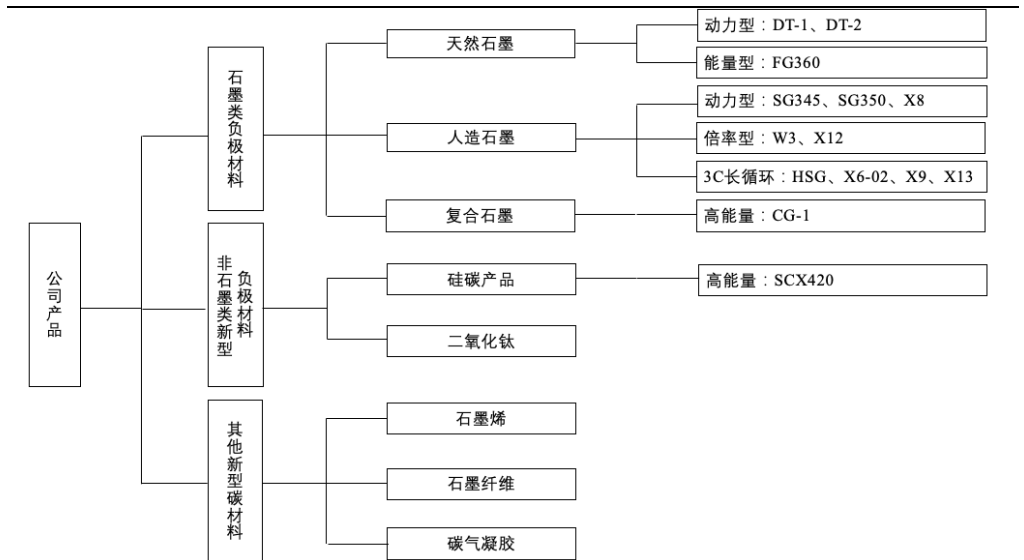 公司产品
石墨类负极材料
天然石墨
动力型：DT-1、DT-2
能量型：FG360
人造石墨
动力型：SG345、SG350、X8
倍率型：W3、X12
3C长循环：HSG、X6-02、X9、X13
复合石墨
高能量：CG-1
非石墨类新型
负极材料
硅碳产品
高能量：SCX420
二氧化钛
其他新型碳材料
石墨烯
石墨纤维
碳气凝胶